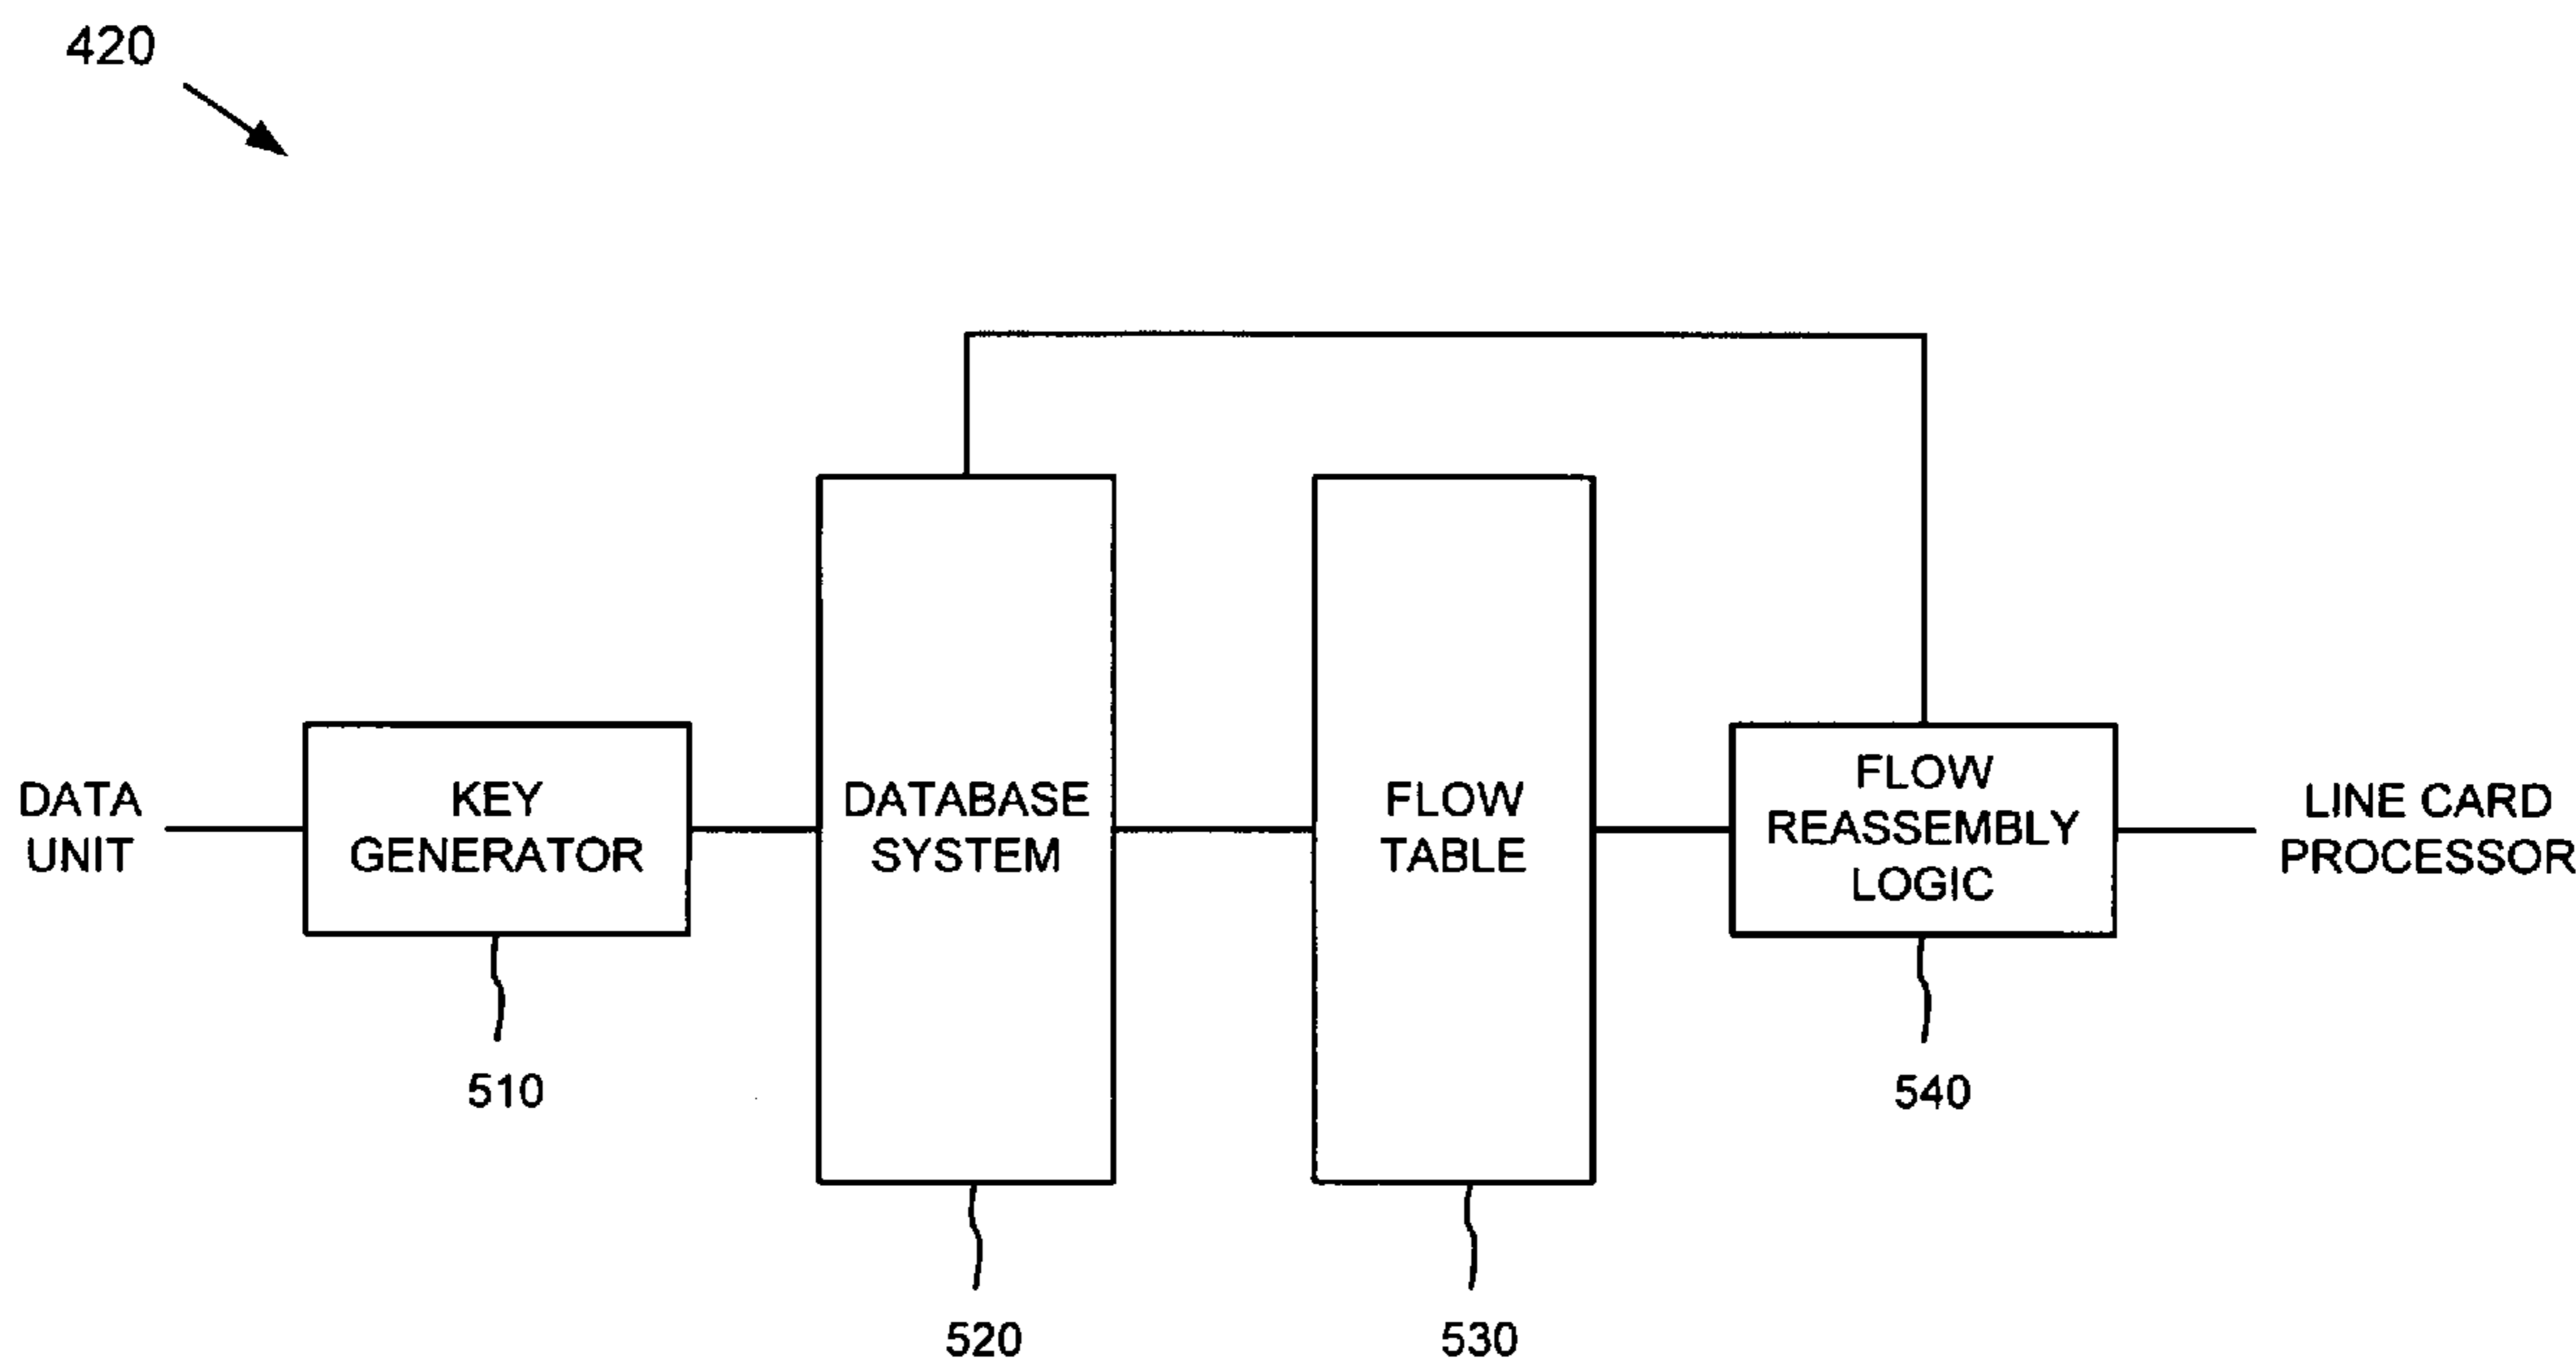 420
DATA
UNIT
KEY
GENERATOR
DATABASE
SYSTEM
FLOW
TABLE
FLOW
REASSEMBLY
LOGIC
LINE CARD
PROCESSOR
510
540
520
530